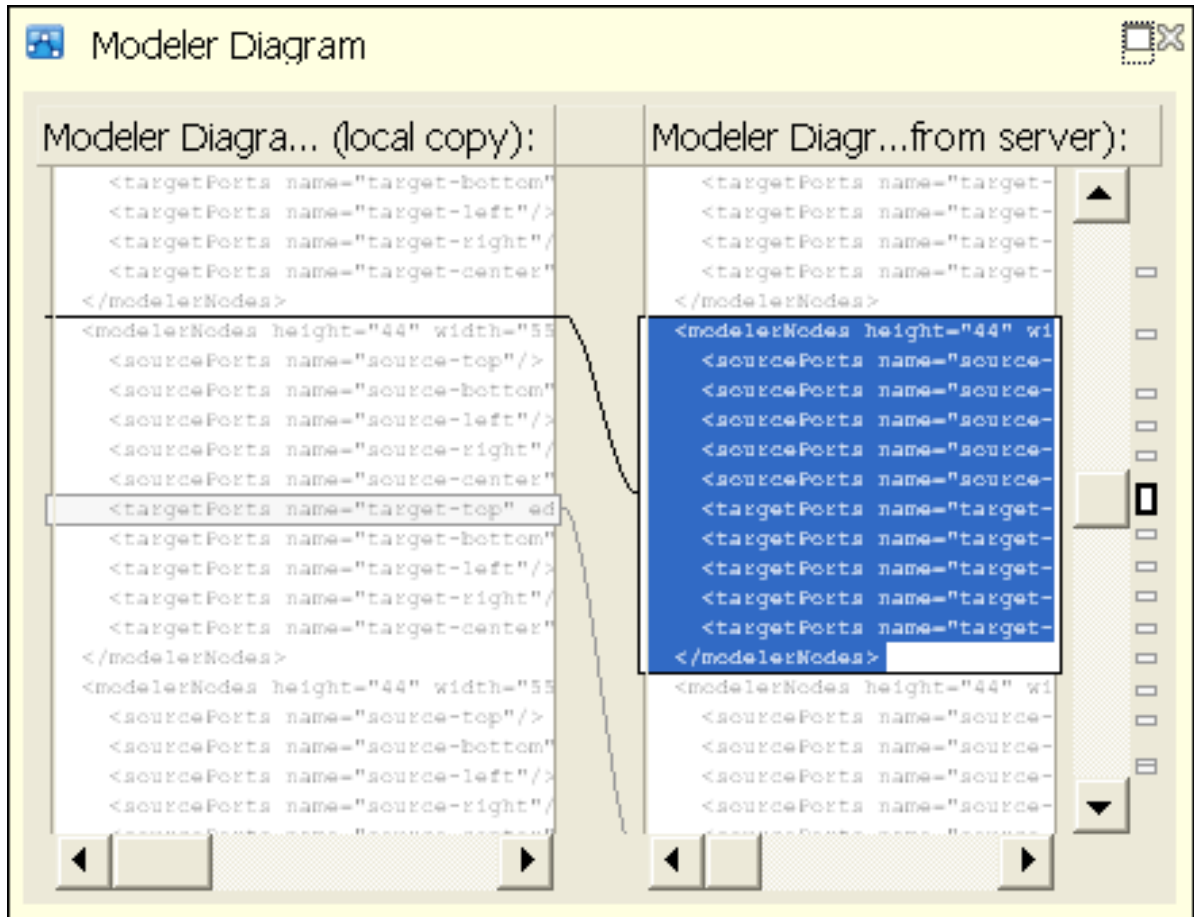 Modeler Diagram
Modeler Diagra... (local copy):
<targetPorts name="target-bottom"
<targetPorts name="target-left"/>
<targetPorts name="target-right"/
<targetPorts name="target-center"
</modelerNodes>
<modelerNodes height="44" width="55
<sourcePorts name="source-top"/>
<sourcePorts name="source-bottom"
<sourcePorts name="source-left"/>
<sourcePorts name="source-right"/
<sourcePorts name="source-center"
<targetPorts name="target-top" ed
<targetPorts name="target-bottom"
<targetPorts name="target-left"/>
<targetPorts name="target-right"/
<targetPorts name="target-center"
</modelerNodes>
<modelerNodes height="44" width="55
<sourcePorts name="source-top"/>
<sourcePorts name="source-bottom"
<sourcePorts name="source-left"/>
<sourcePorts name="source-right"/
Modeler Diagr...from server):
<targetPorts name="target-
<targetPorts name="target-
<targetPorts name="target-
<targetPorts name="target-
</modelerNodes>
<modelerNodes height="44" wi
<sourcePorts name="source-
<sourcePorts name="source-
<sourcePorts name="source-
<sourcePorts name="source-
<sourcePorts name="source-
<targetPorts name="target-
<targetPorts name="target-
<targetPorts name="target-
<targetPorts name="target-
<targetPorts name="target-
</modelerNodes>
<modelerNodes height="44" wi
<sourcePorts name="source-
<sourcePorts name="source-
<sourcePorts name="source-
<sourcePorts name="source-